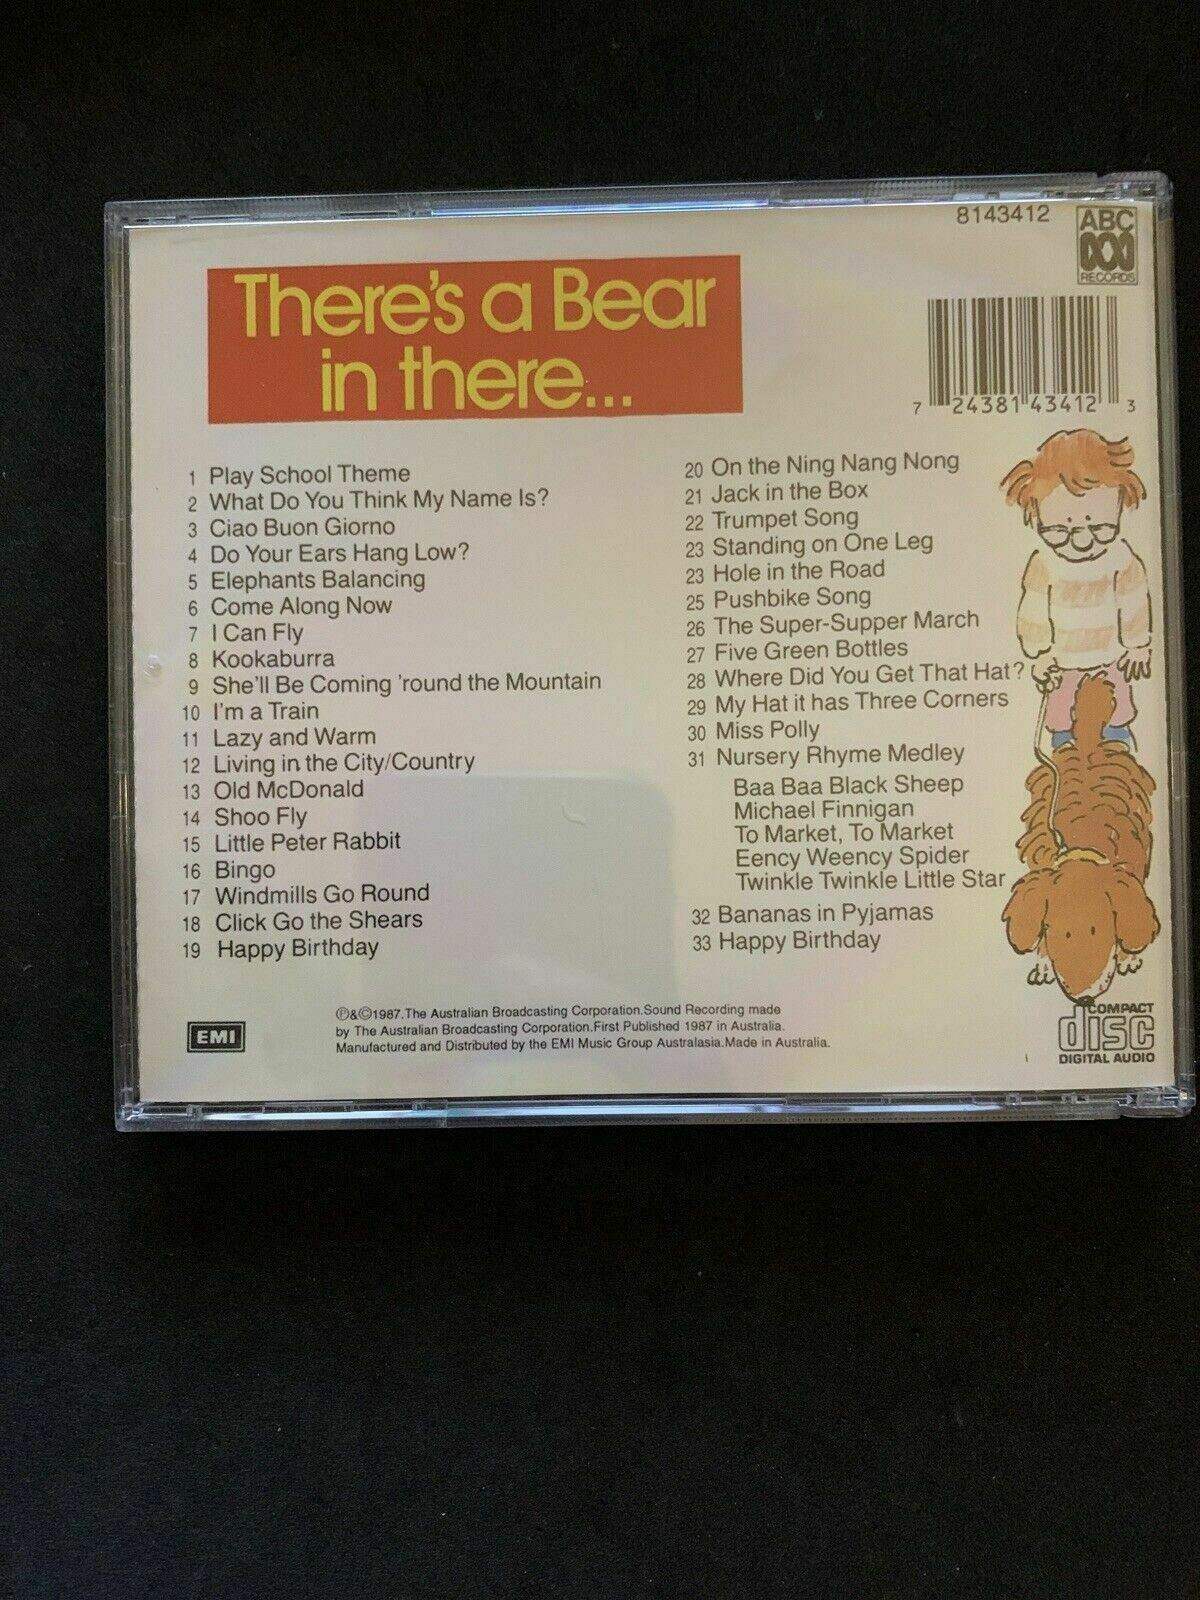 8143412
ABC
RECORDS
There's a Bear
in there...
7 24381 43412 3
1 Play School Theme
2 What Do You Think My Name Is?
3 Ciao Buon Giorno
4 Do Your Ears Hang Low?
5 Elephants Balancing
6 Come Along Now
7 I Can Fly
8 Kookaburra
9 She'll Be Coming 'round the Mountain
10 I'm a Train
11 Lazy and Warm
12 Living in the City/Country
13 Old McDonald
14 Shoo Fly
15 Little Peter Rabbit
16 Bingo
17 Windmills Go Round
18 Click Go the Shears
19 Happy Birthday
20 On the Ning Nang Nong
21 Jack in the Box
22 Trumpet Song
23 Standing on One Leg
23 Hole in the Road
25 Pushbike Song
26 The Super-Supper March
27 Five Green Bottles
28 Where Did You Get That Hat?
29 My Hat it has Three Corners
30 Miss Polly
31 Nursery Rhyme Medley
Baa Baa Black Sheep
Michael Finnigan
To Market, To Market
Eency Weency Spider
Twinkle Twinkle Little Star
32 Bananas in Pyjamas
33 Happy Birthday
EMI
℗&©1987.The Australian Broadcasting Corporation.Sound Recording made
by The Australian Broadcasting Corporation.First Published 1987 in Australia.
Manufactured and Distributed by the EMI Music Group Australasia.Made in Australia.
COMPACT
disc
DIGITAL AUDIO